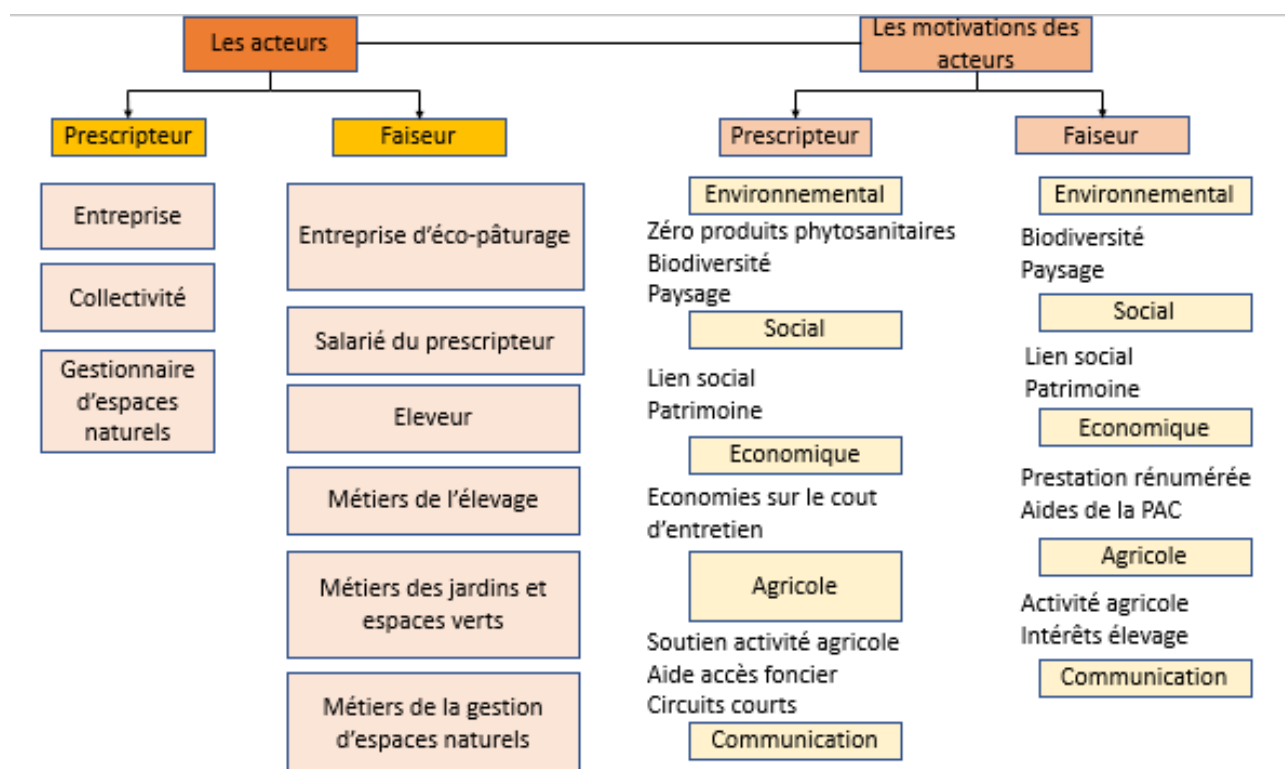 Les acteurs
Les motivations des
acteurs
Prescripteur
Faiseur
Prescripteur
Faiseur
Entreprise
Collectivité
Gestionnaire
d'espaces
naturels
Entreprise d'éco-pâturage
Salarié du prescripteur
Eleveur
Métiers de l'élevage
Métiers des jardins et
espaces verts
Métiers de la gestion
d'espaces naturels
Environnemental
Zéro produits phytosanitaires
Biodiversité
Paysage
Social
Lien social
Patrimoine
Economique
Economies sur le cout
d'entretien
Agricole
Soutien activité agricole
Aide accès foncier
Circuits courts
Communication
Environnemental
Biodiversité
Paysage
Social
Lien social
Patrimoine
Economique
Prestation rénumérée
Aides de la PAC
Agricole
Activité agricole
Intérêts élevage
Communication